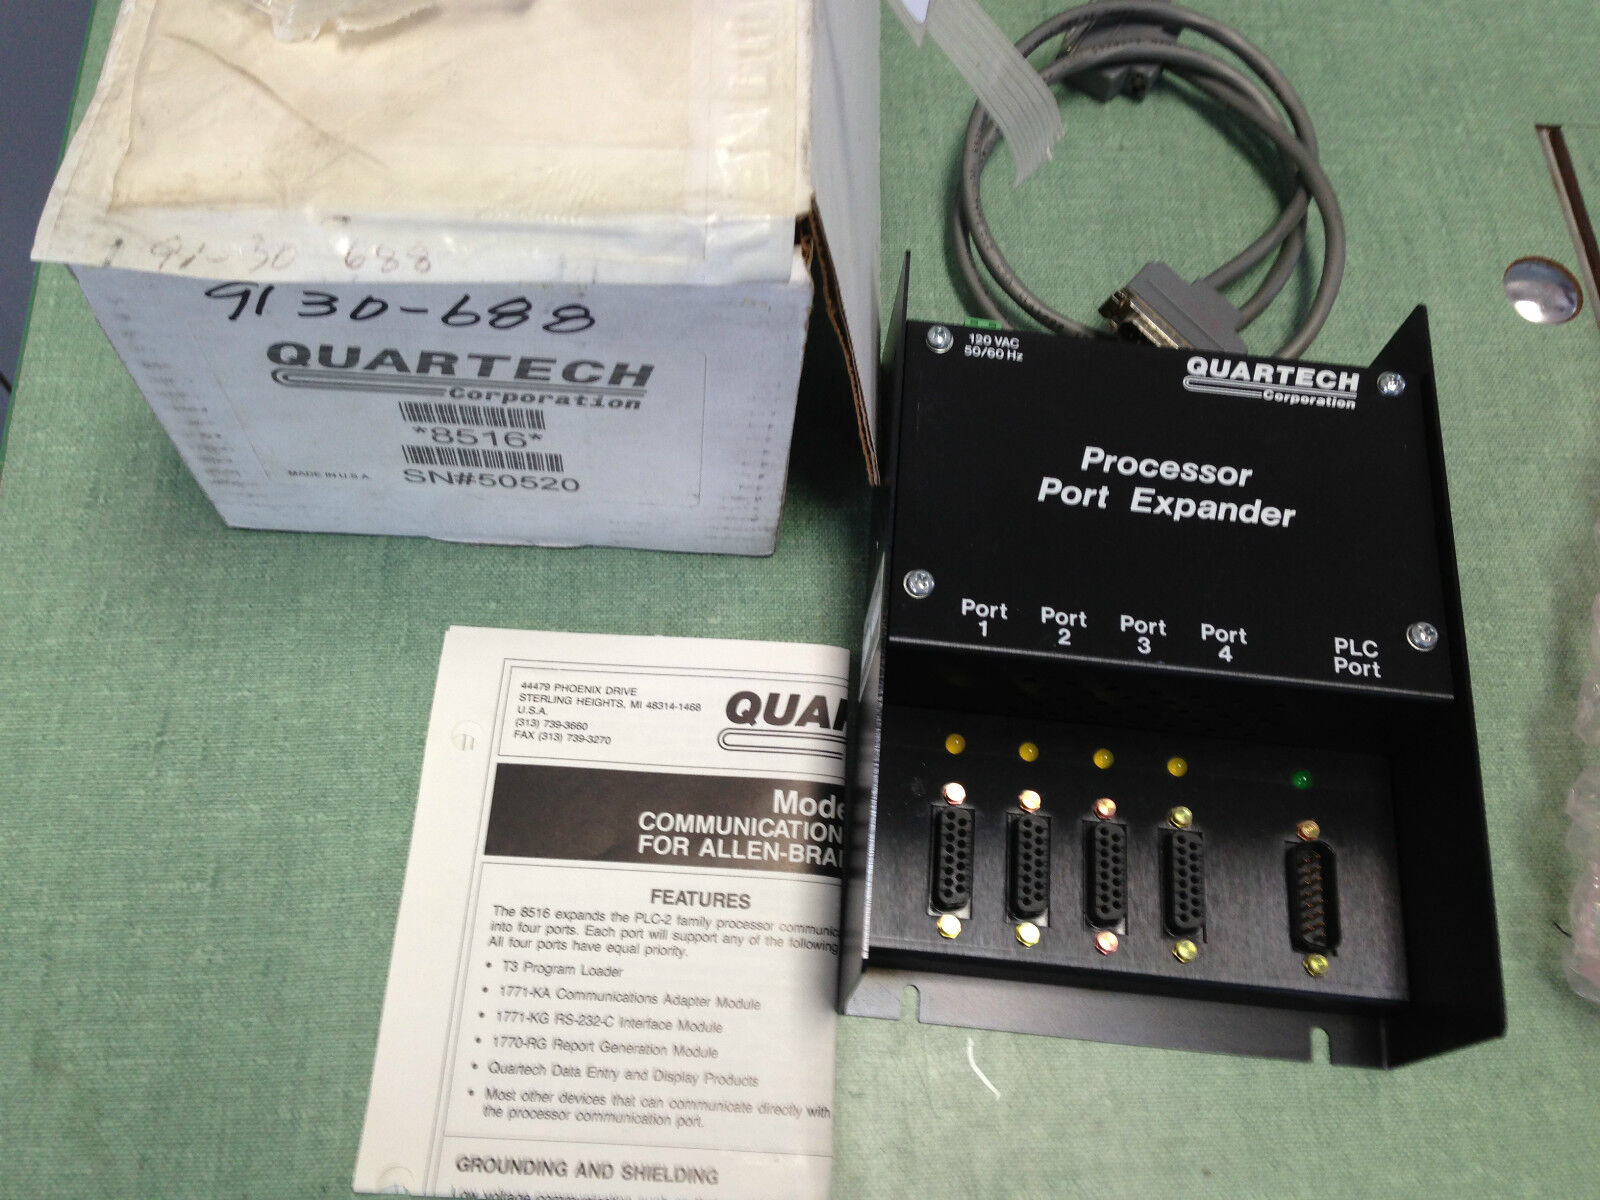 91-30 688
9130-688
QUARTECH
Corporation
*8516*
MADE IN U.S.A.
SN#50520
120 VAC
50/60 Hz
QUARTECH
Corporation
Processor
Port Expander
Port
1
Port
2
Port
3
Port
4
PLC
Port
44479 PHOENIX DRIVE
STERLING HEIGHTS, MI 48314-1468
U.S.A.
(313) 739-3660
FAX (313) 739-3270
QUAR
Mode
COMMUNICATION
FOR ALLEN-BRA
FEATURES
The 8516 expands the PLC-2 family processor communic
into four ports. Each port will support any of the following
All four ports have equal priority.
• T3 Program Loader
• 1771-KA Communications Adapter Module
• 1771-KG RS-232-C Interface Module
• 1770-RG Report Generation Module
• Quartech Data Entry and Display Products
• Most other devices that can communicate directly with
the processor communication port.
GROUNDING AND SHIELDING
Low voltage